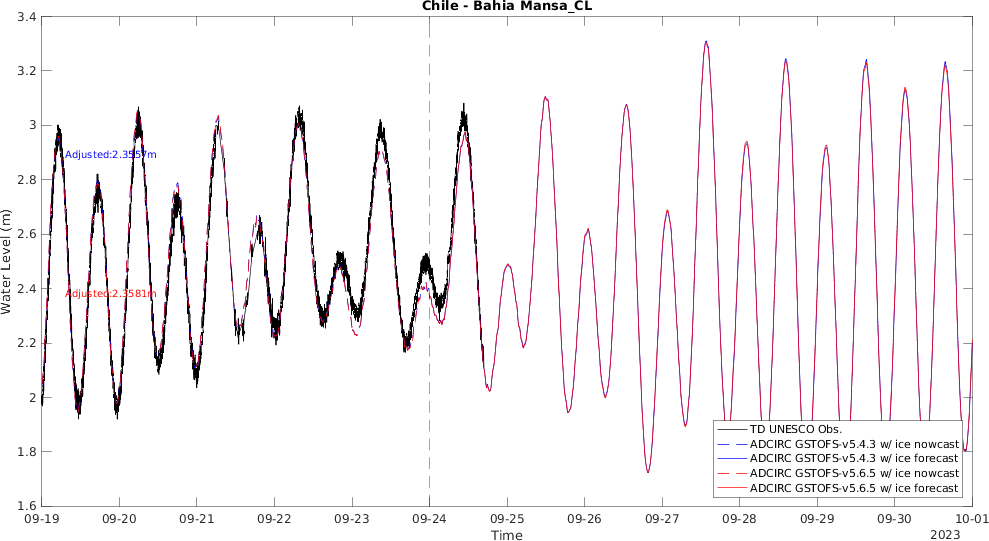 Chile - Bahia Mansa_CL
3.4
3.2
3
2.8
2.6
2.4
2.2
2
1.8
1.6
Water Level (m)
Adjusted:2.3557m
Adjusted:2.3581m
TD UNESCO Obs.
ADCIRC GSTOFS-v5.4.3 w/ ice nowcast
ADCIRC GSTOFS-v5.4.3 w/ ice forecast
ADCIRC GSTOFS-v5.6.5 w/ ice nowcast
ADCIRC GSTOFS-v5.6.5 w/ ice forecast
09-19 09-20 09-21 09-22 09-23 09-24 09-25 09-26 09-27 09-28 09-29 09-30 10-01
Time
2023